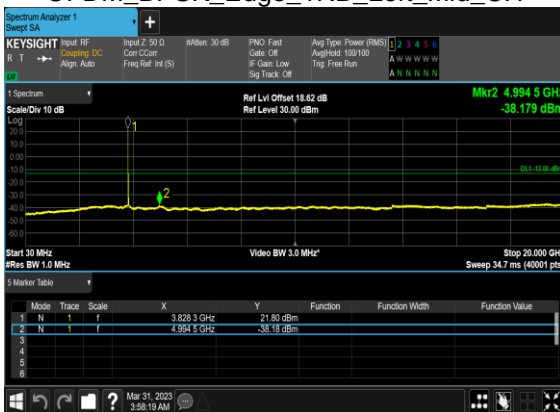 Spectrum Analyzer 1
Swept SA
KEYSIGHT Input: RF Input Z: 50 Ω #Atten: 30 dB PNO: Fast Avg Type: Power (RMS) 1 2 3 4 5 6
R T Coupling: DC Corr CCorr Gate: Off Avg|Hold: 100/100 A W W W W W
Align: Auto Freq Ref: Int (S) IF Gain: Low Trig: Free Run A N N N N N
Sig Track: Off
1 Spectrum Ref Lvl Offset 18.62 dB Mkr2 4.994 5 GHz
Scale/Div 10 dB Ref Level 30.00 dBm -38.179 dBm
Log
20.0
10.0
0.00
-10.0
-20.0
-30.0
-40.0
-50.0
-60.0
1
2
DL1 -13.00 dBm
Start 30 MHz Video BW 3.0 MHz* Stop 20.000 GHz
#Res BW 1.0 MHz Sweep 34.7 ms (40001 pts)
5 Marker Table
Mode Trace Scale X Y Function Function Width Function Value
1 N 1 f 3.828 3 GHz 21.80 dBm
2 N 1 f 4.994 5 GHz -38.18 dBm
3
4
5
6
Mar 31, 2023
3:58:19 AM